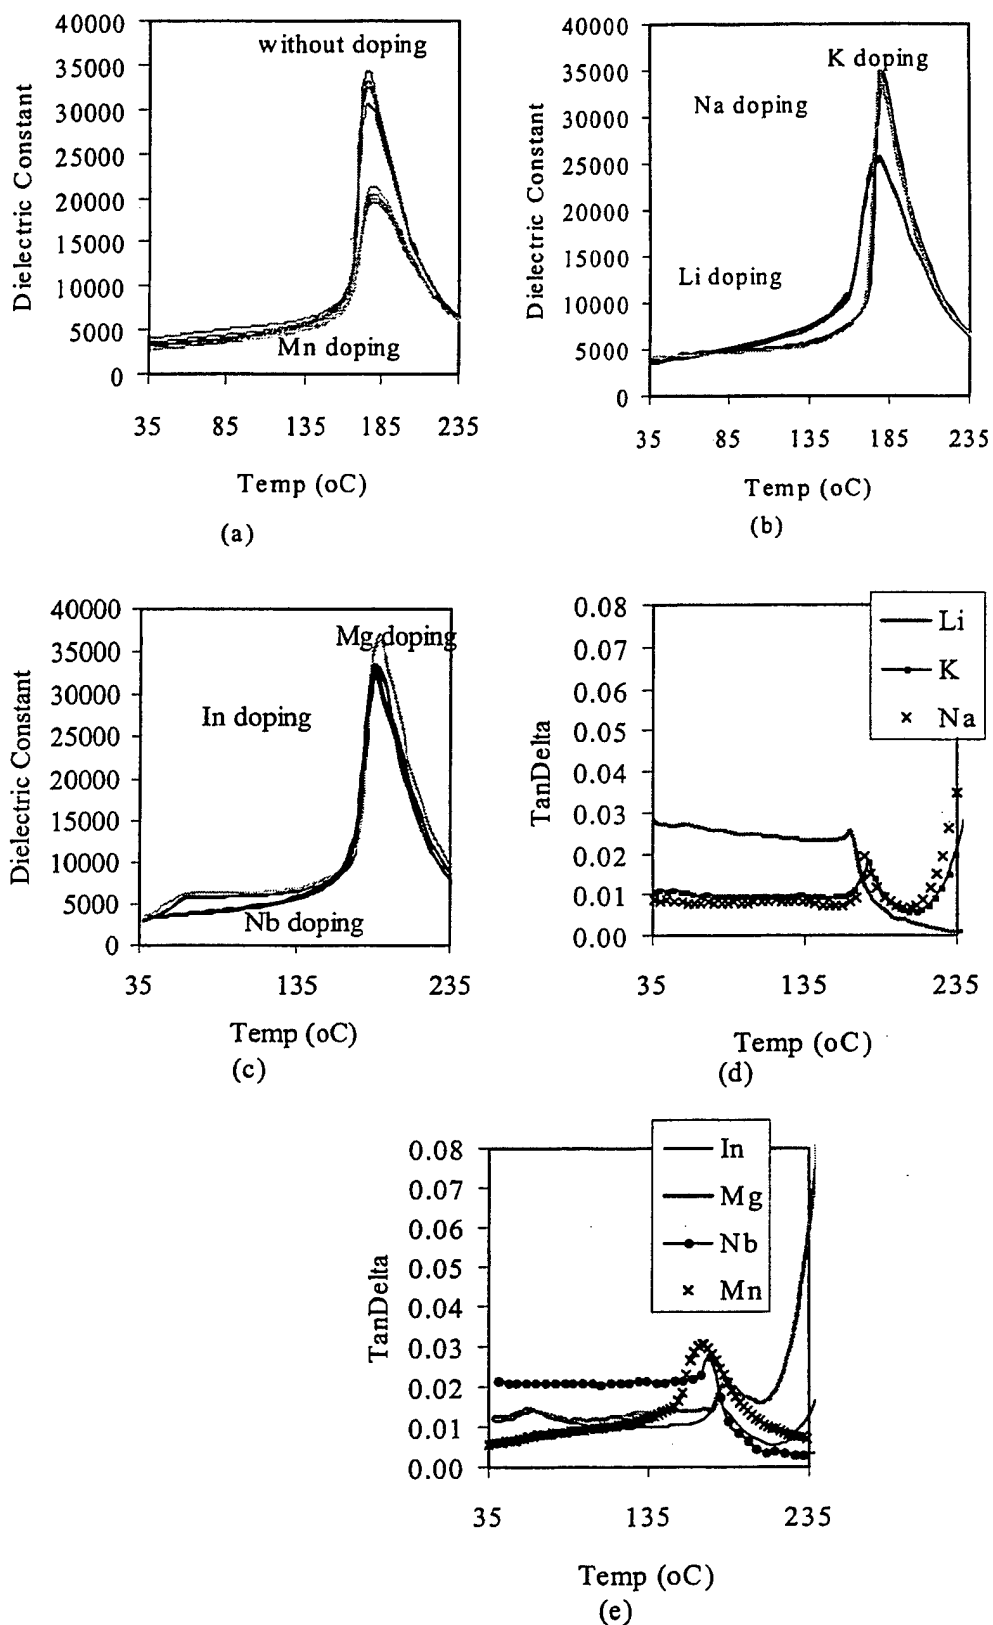 without doping
40000
35000
30000
25000
20000
15000
10000
5000
0
Dielectric Constant
Mn doping
35 85 135 185 235
Temp (oC)
(a)
K doping
Na doping
Li doping
40000
35000
30000
25000
20000
15000
10000
5000
0
Dielectric Constant
35 85 135 185 235
Temp (oC)
(b)
40000
35000
30000
25000
20000
15000
10000
5000
0
Dielectric Constant
Mg doping
In doping
Nb doping
35 135 235
Temp (oC)
(c)
0.08
0.07
0.06
0.05
0.04
0.03
0.02
0.01
0.00
TanDelta
Li
K
Na
35 135 235
Temp (oC)
(d)
0.08
0.07
0.06
0.05
0.04
0.03
0.02
0.01
0.00
TanDelta
In
Mg
Nb
Mn
35 135 235
Temp (oC)
(e)